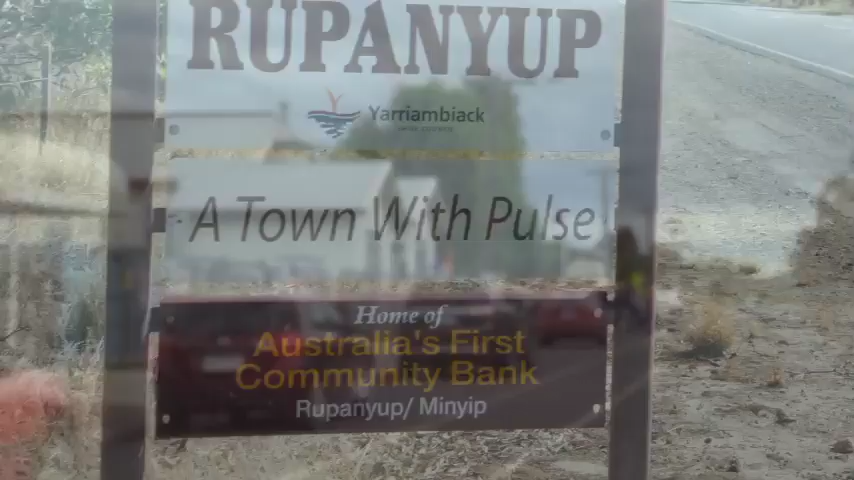 RUPANYUP
Yarriambiack
A Town With Pulse
Home of
Australia's First
Community Bank
Rupanyup/ Minyip